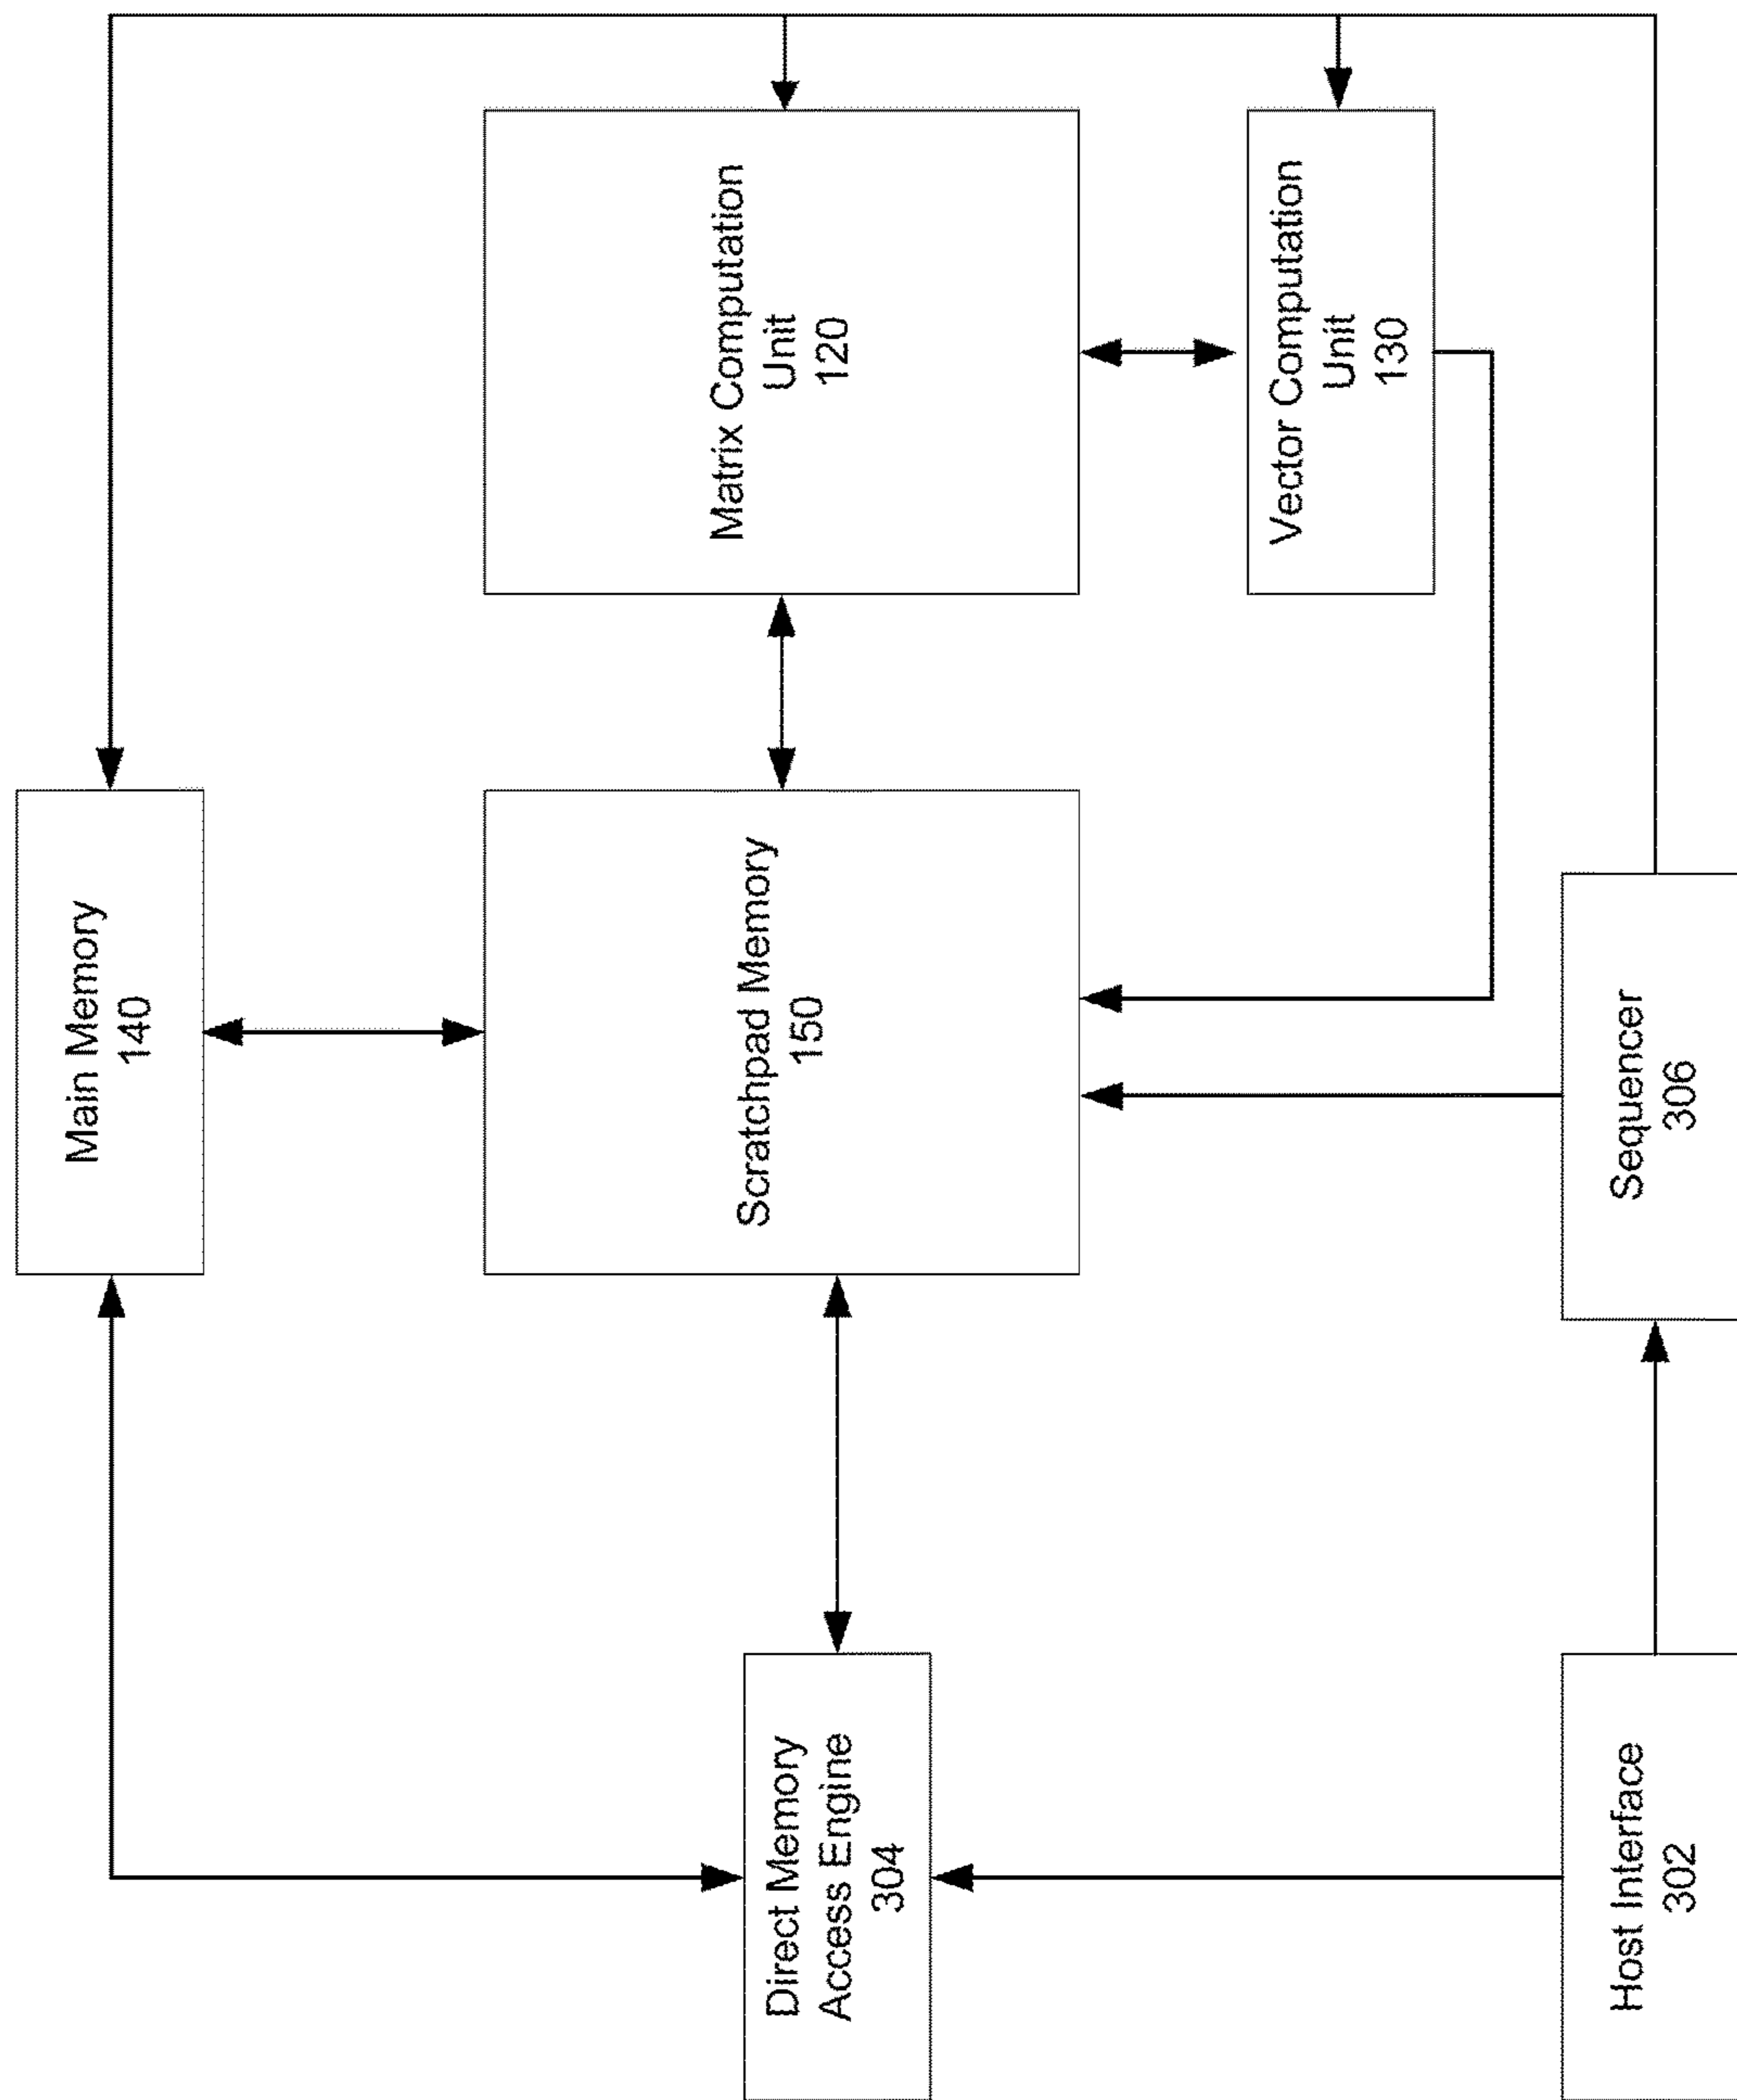 Main Memory
140
Direct Memory
Access Engine
304
Scratchpad Memory
150
Matrix Computation
Unit
120
Vector Computation
Unit
130
Host Interface
302
Sequencer
306